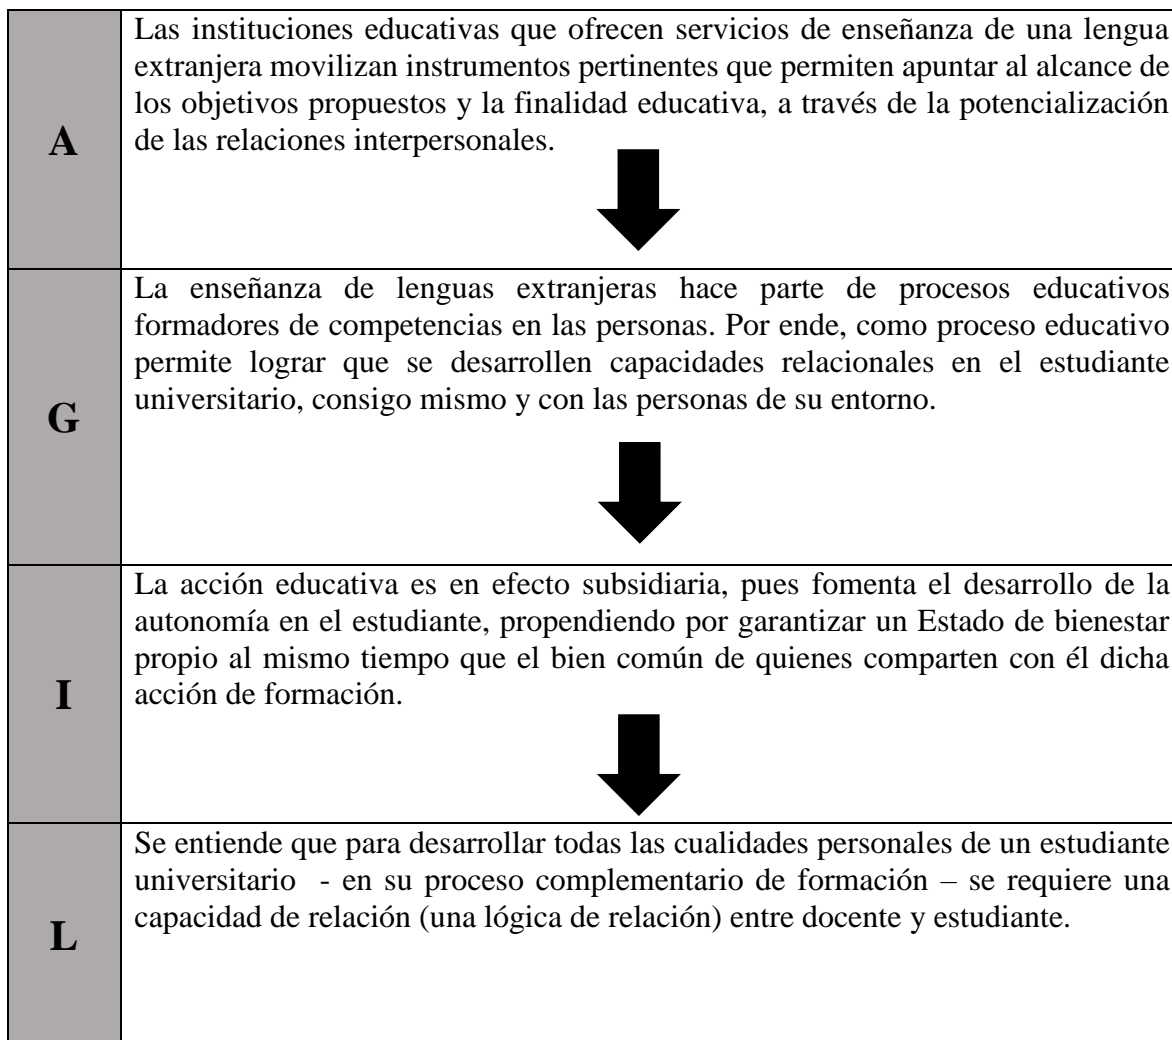 Las instituciones educativas que ofrecen servicios de enseñanza de una lengua
extranjera movilizan instrumentos pertinentes que permiten apuntar al alcance de
los objetivos propuestos y la finalidad educativa, a través de la potencialización
A
de las relaciones interpersonales.
La enseñanza de lenguas extranjeras hace parte de procesos educativos
formadores de competencias en las personas. Por ende, como proceso educativo
permite lograr que se desarrollen capacidades relacionales en el estudiante
universitario, consigo mismo y con las personas de su entorno.
G
La acción educativa es en efecto subsidiaria, pues fomenta el desarrollo de la
autonomía en el estudiante, propendiendo por garantizar un Estado de bienestar
propio al mismo tiempo que el bien común de quienes comparten con él dicha
acción de formación.
I
Se entiende que para desarrollar todas las cualidades personales de un estudiante
universitario - en su proceso complementario de formación – se requiere una
capacidad de relación (una lógica de relación) entre docente y estudiante.
L